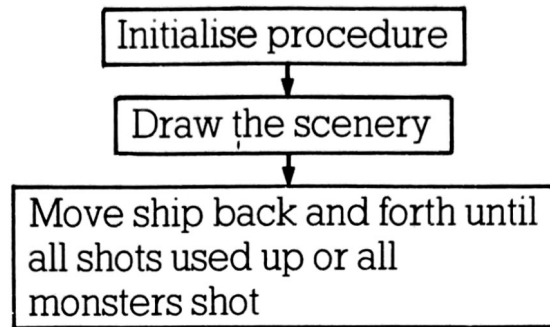 Initialise procedure
Draw the scenery
Move ship back and forth until
all shots used up or all
monsters shot